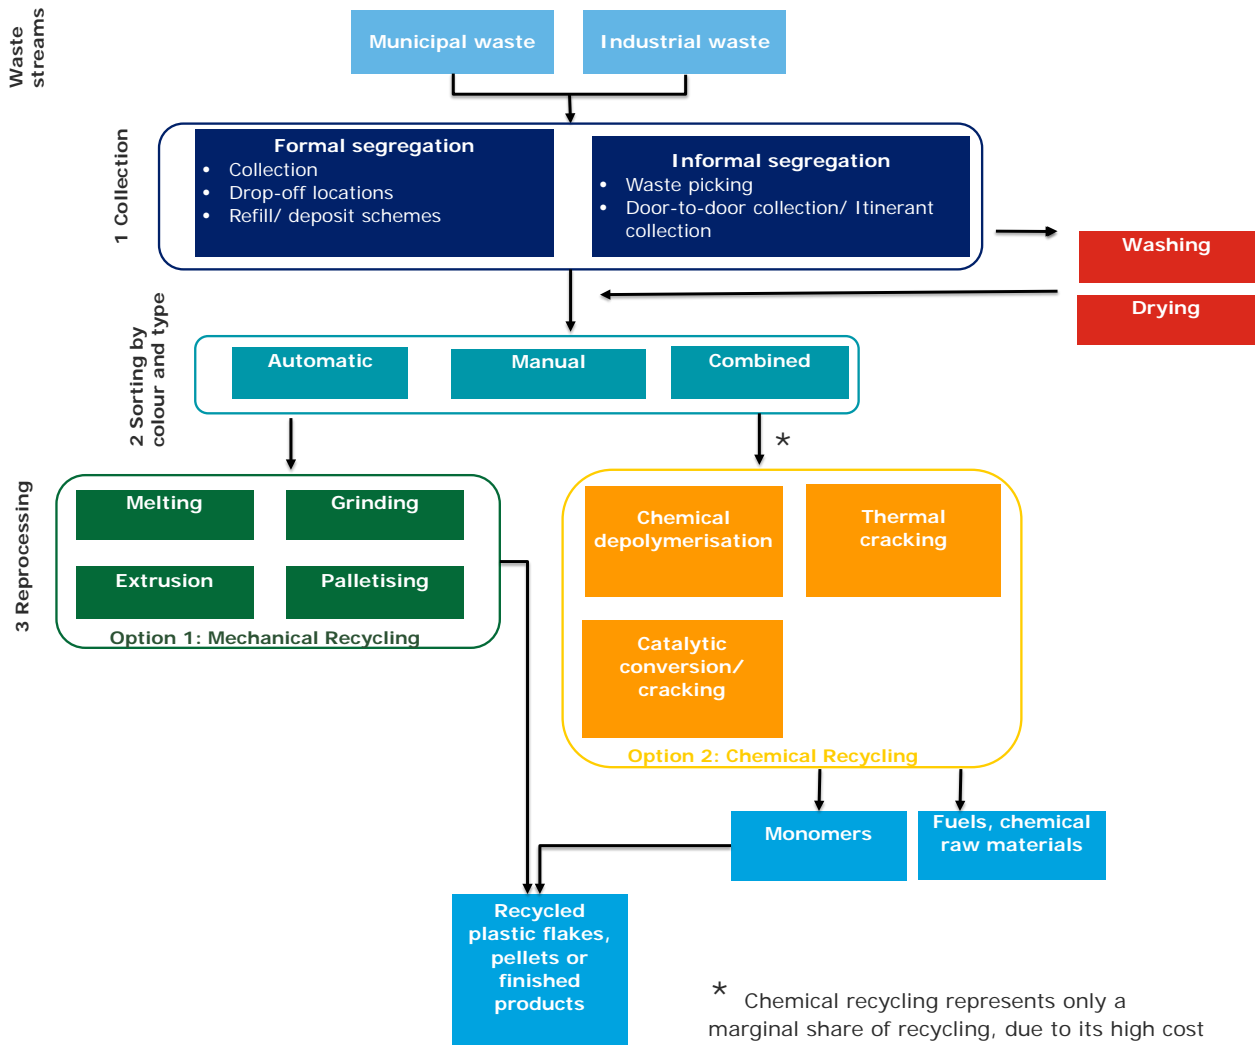 Waste
streams
Municipal waste
Industrial waste
1 Collection
Formal segregation
• Collection
• Drop-off locations
• Refill/ deposit schemes
Informal segregation
• Waste picking
• Door-to-door collection/ Itinerant
collection
Washing
Drying
2 Sorting by
colour and type
Automatic
Manual
Combined
*
3 Reprocessing
Melting
Grinding
Extrusion
Palletising
Option 1: Mechanical Recycling
Chemical
depolymerisation
Thermal
cracking
Catalytic
conversion/
cracking
Option 2: Chemical Recycling
Monomers
Fuels, chemical
raw materials
Recycled
plastic flakes,
pellets or
finished
products
* Chemical recycling represents only a
marginal share of recycling, due to its high cost